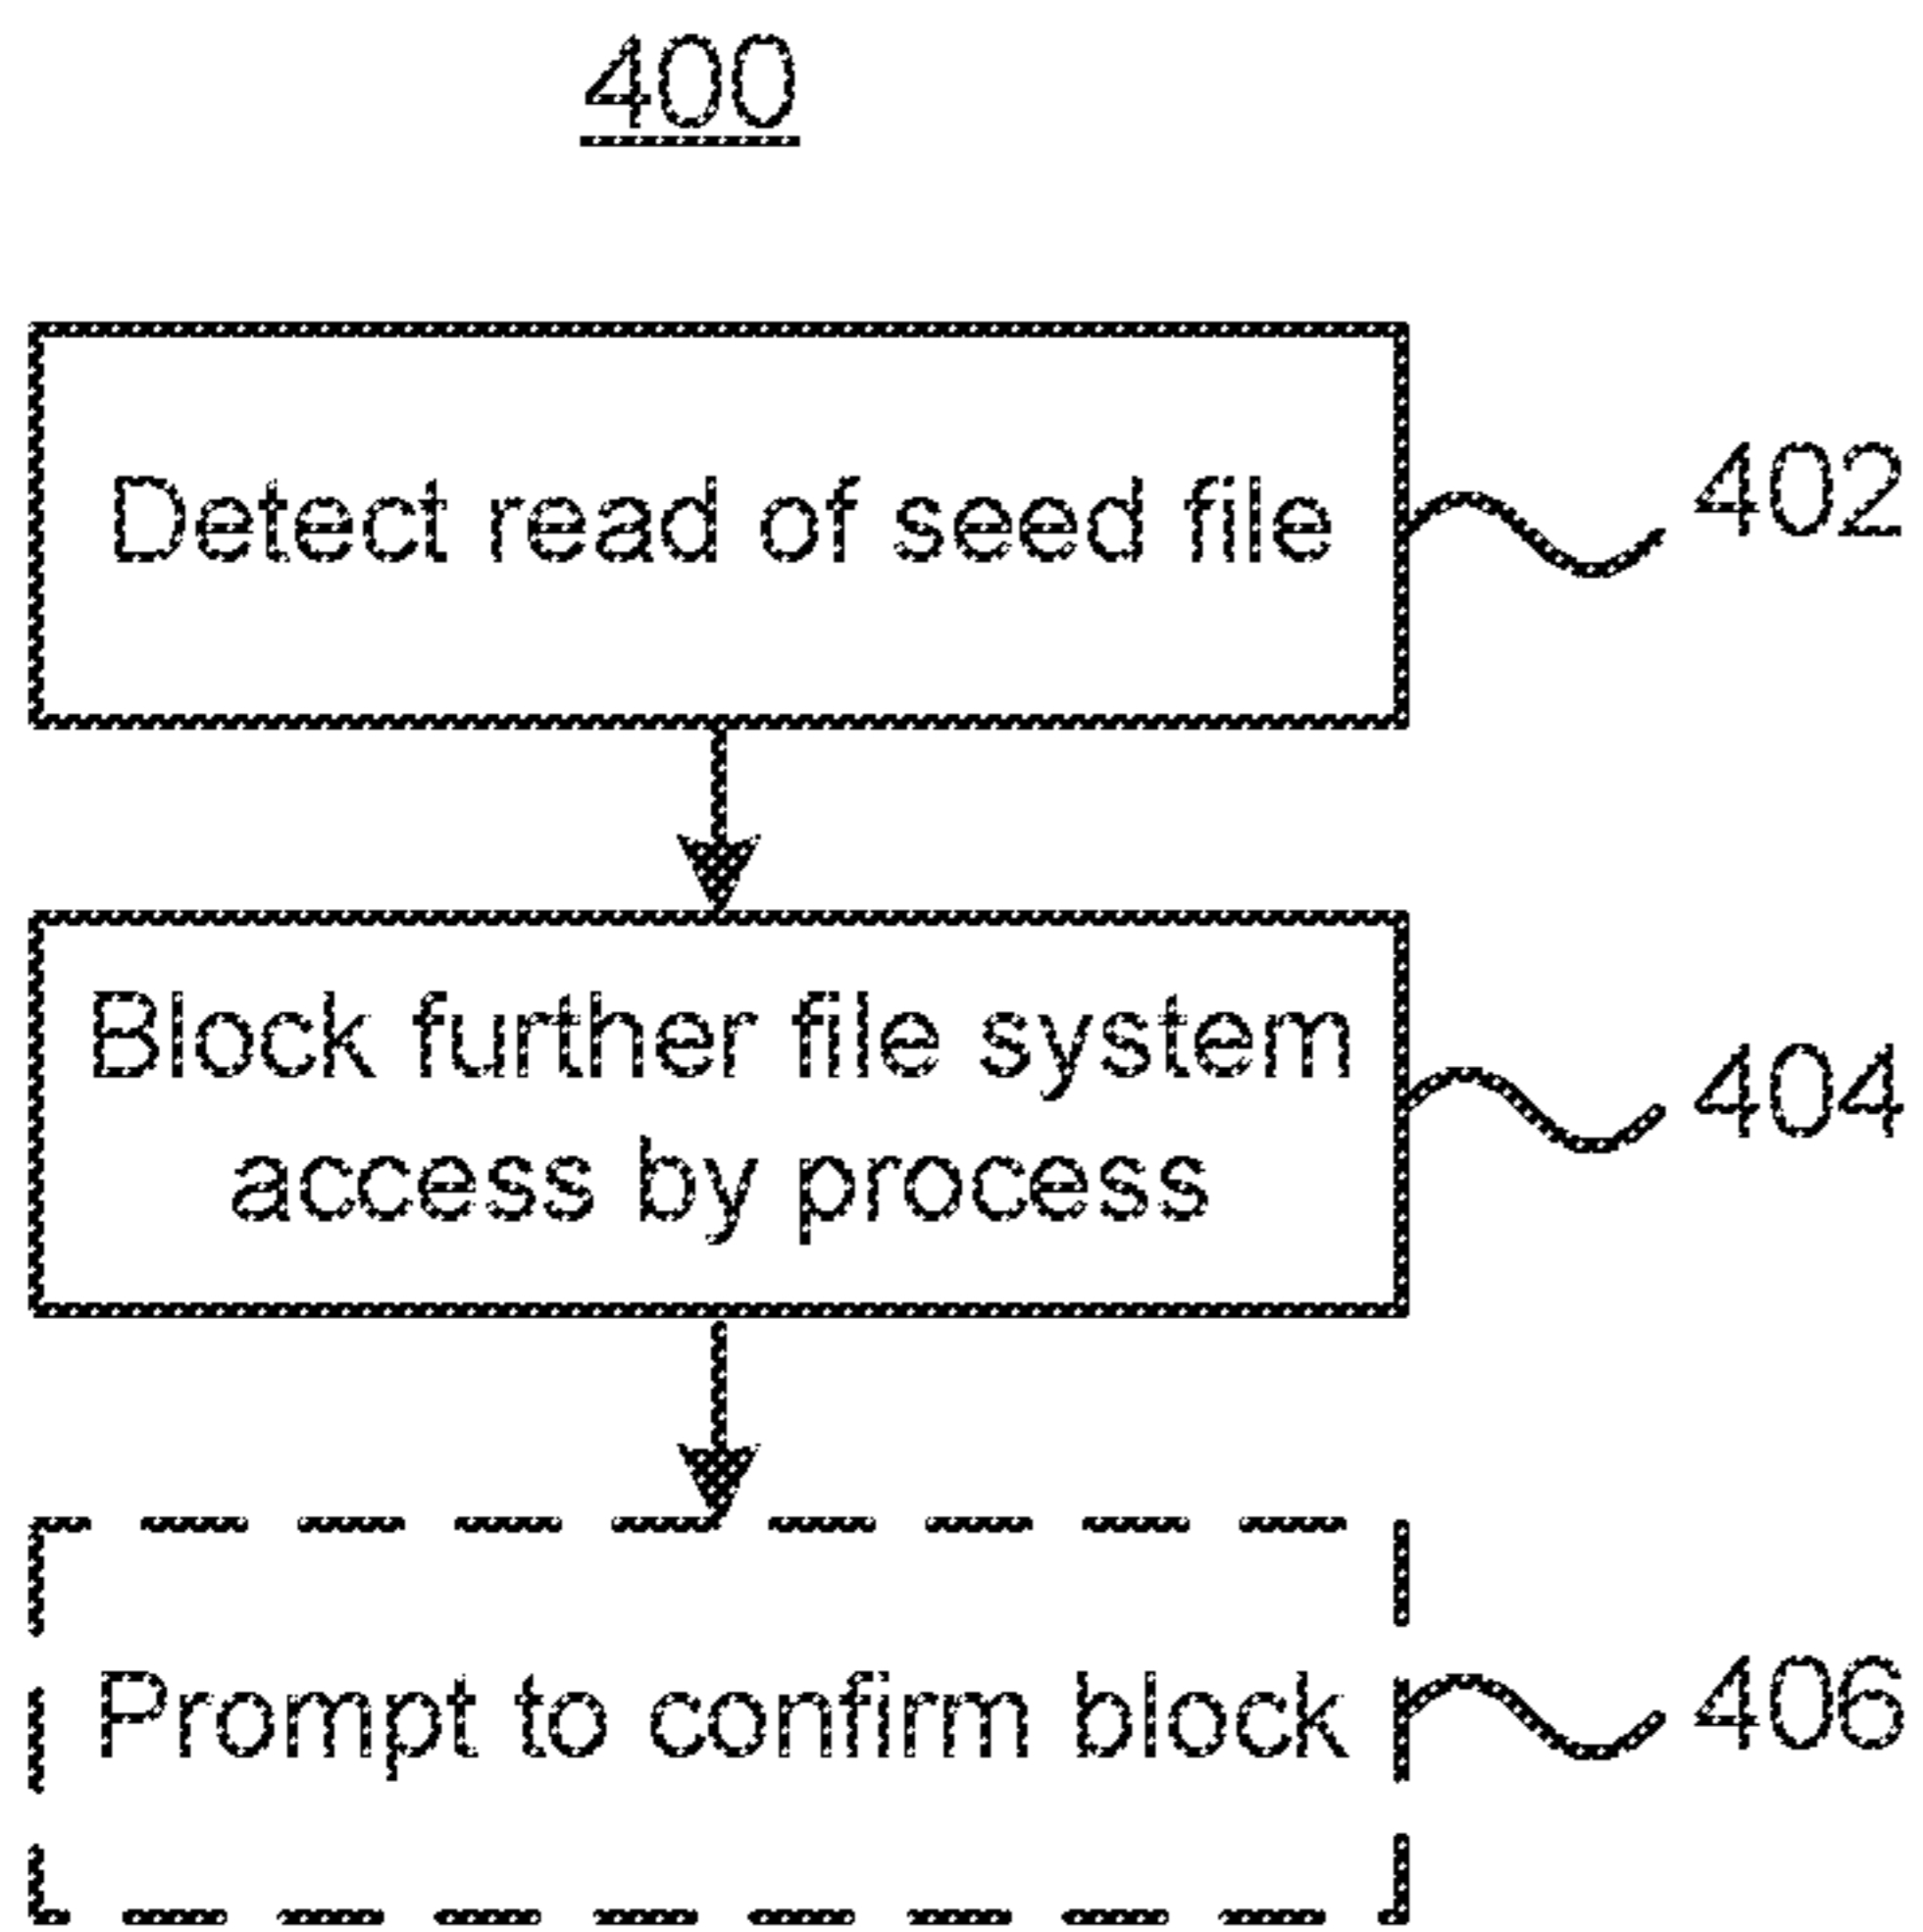 400
Detect read of seed file
402
Block further file system
access by process
404
Prompt to confirm block
406